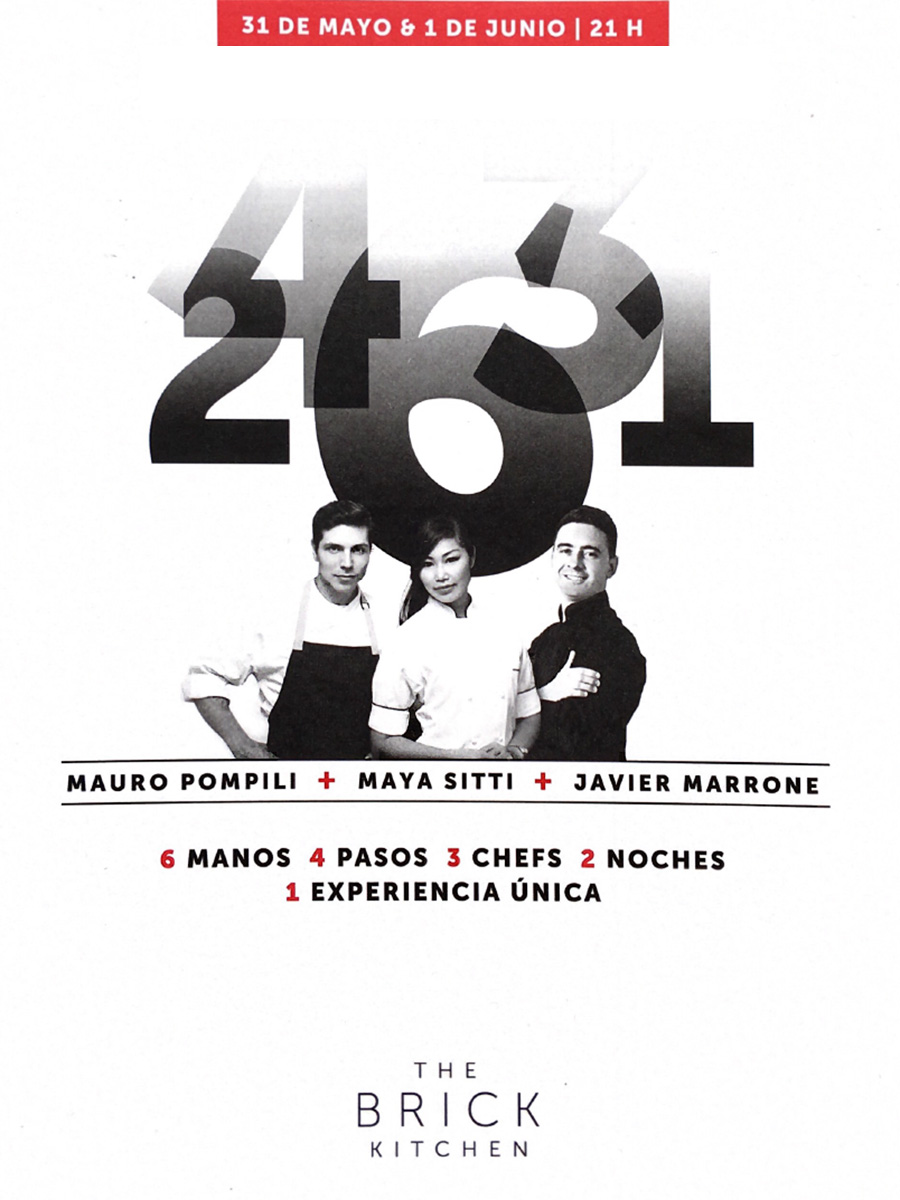 31 DE MAYO & 1 DE JUNIO | 21 H
4 3
2 6 1
MAURO POMPILI + MAYA SITTI + JAVIER MARRONE
6 MANOS 4 PASOS 3 CHEFS 2 NOCHES
1 EXPERIENCIA ÚNICA
THE
BRICK
KITCHEN